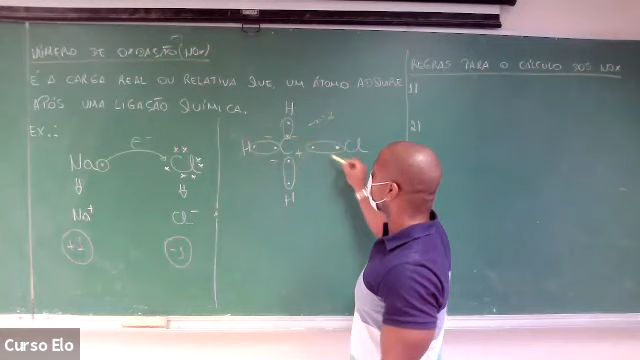 NÚMERO DE OXIDAÇÃO (NOX)
É A CARGA REAL OU RELATIVA QUE UM ÁTOMO ADQUIRE
APÓS UMA LIGAÇÃO QUÍMICA.
EX.:
e⁻
Na Cl
Na⁺ Cl⁻
+1 -1
H
H C Cl
H
REGRAS PARA O CÁLCULO DOS NOX
1)
2)
Curso Elo